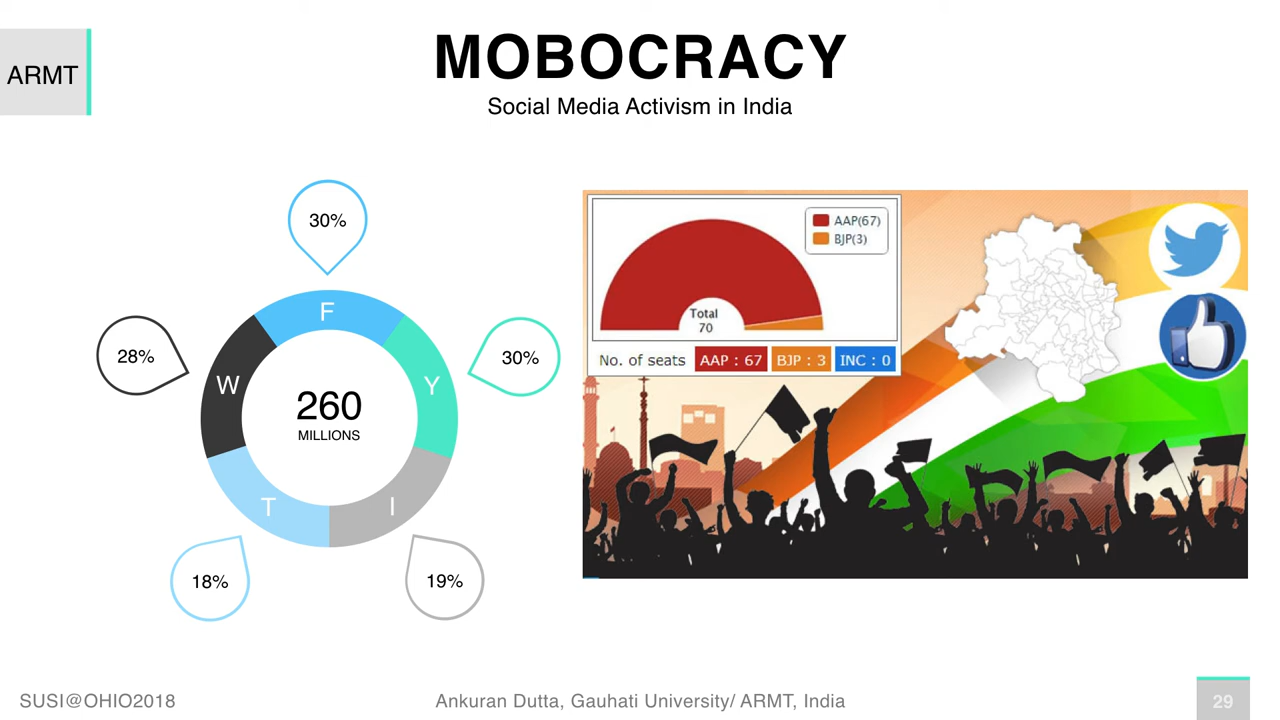 ARMT
MOBOCRACY
Social Media Activism in India
30%
28%
30%
F
W
Y
260
MILLIONS
T
I
18%
19%
AAP(67)
BJP(3)
Total
70
No. of seats
AAP : 67
BJP : 3
INC : 0
SUSI@OHIO2018
Ankuran Dutta, Gauhati University/ ARMT, India
29